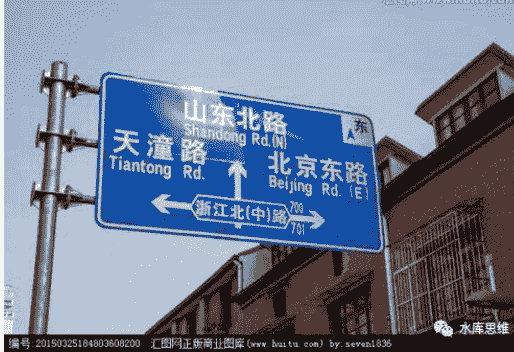 山东北路
Shandong Rd.(N)
东
天潼路
Tiantong Rd.
北京东路
Beijing Rd. (E)
浙江北(中)路
700
701
水库思维
编号:20150325184803608200 汇图网正版商业图库(www.huitu.com) by.seven1836